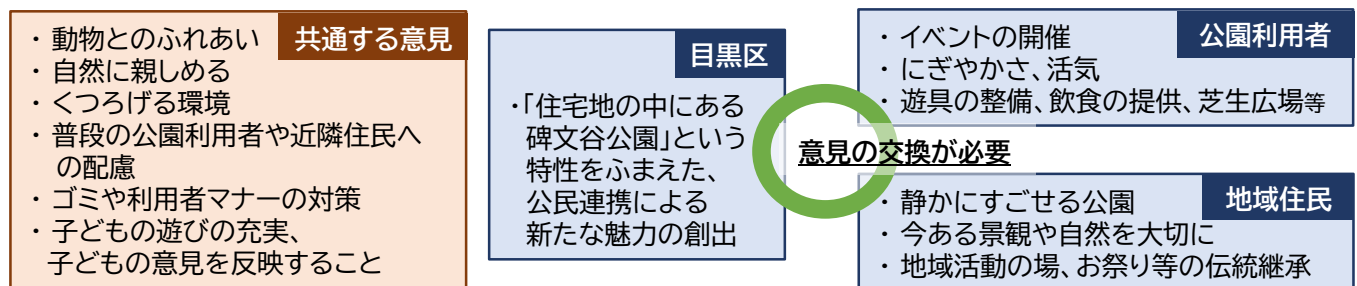 共通する意見
・動物とのふれあい
・自然に親しめる
・くつろげる環境
・普段の公園利用者や近隣住民へ
の配慮
・ゴミや利用者マナーの対策
・子どもの遊びの充実、
子どもの意見を反映すること
目黒区
・「住宅地の中にある
碑文谷公園」という
特性をふまえた、
公民連携による
新たな魅力の創出
意見の交換が必要
公園利用者
・イベントの開催
・にぎやかさ、活気
・遊具の整備、飲食の提供、芝生広場等
地域住民
・静かにすごせる公園
・今ある景観や自然を大切に
・地域活動の場、お祭り等の伝統継承